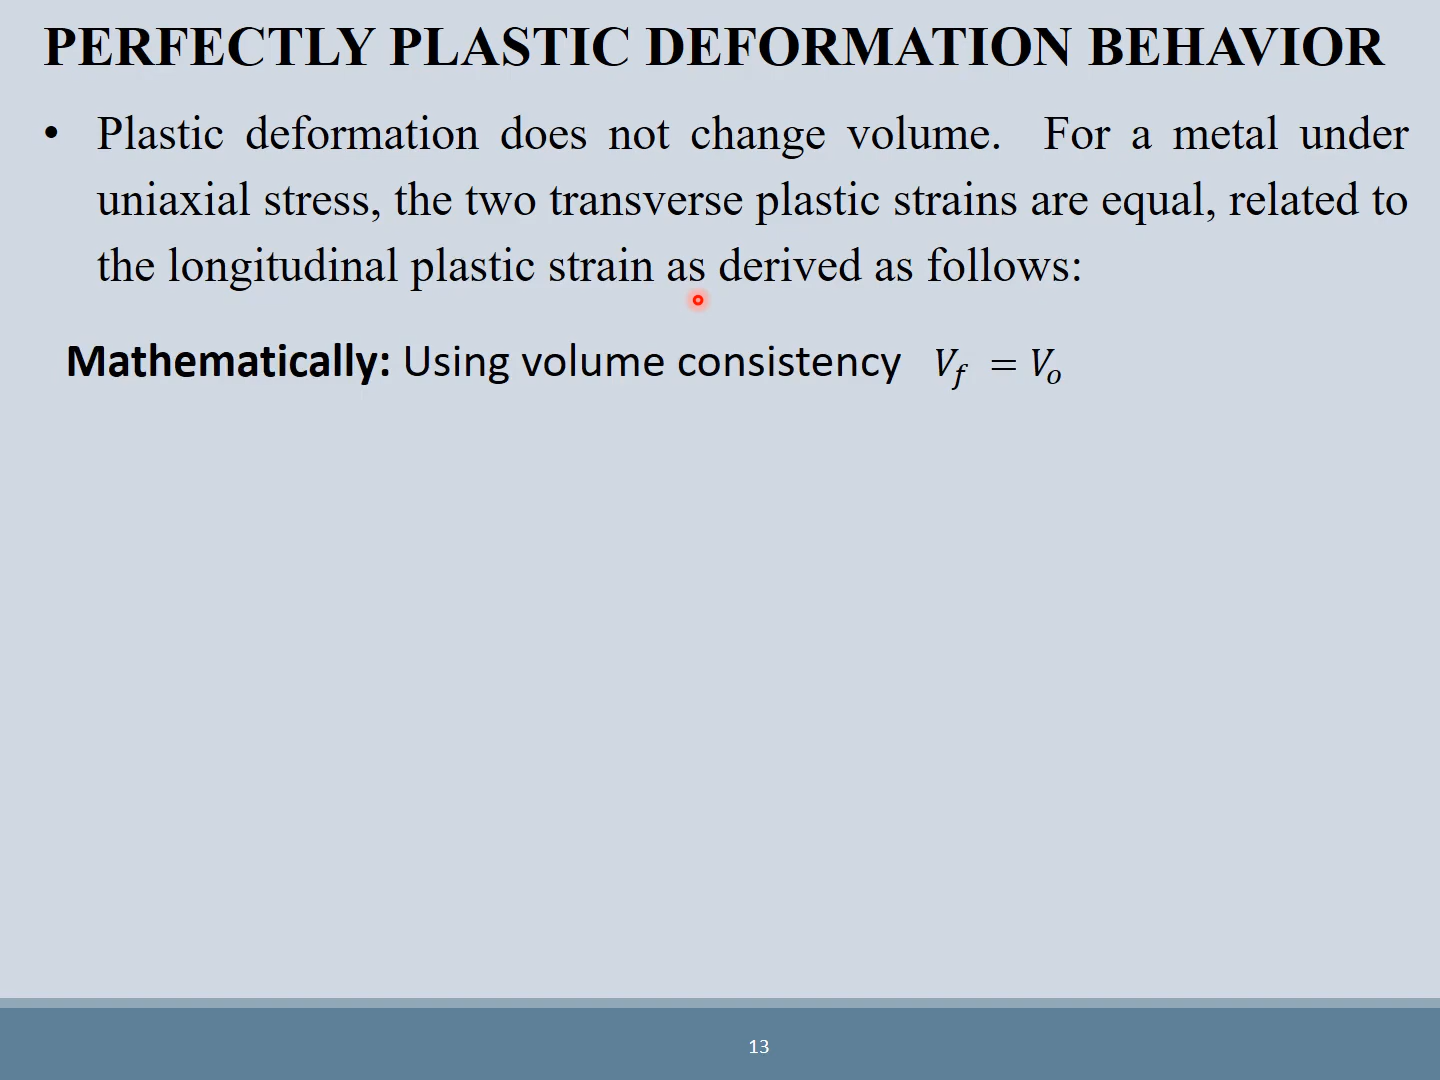 PERFECTLY PLASTIC DEFORMATION BEHAVIOR
• Plastic deformation does not change volume. For a metal under
uniaxial stress, the two transverse plastic strains are equal, related to
the longitudinal plastic strain as derived as follows:
Mathematically: Using volume consistency V_f = V_o
13